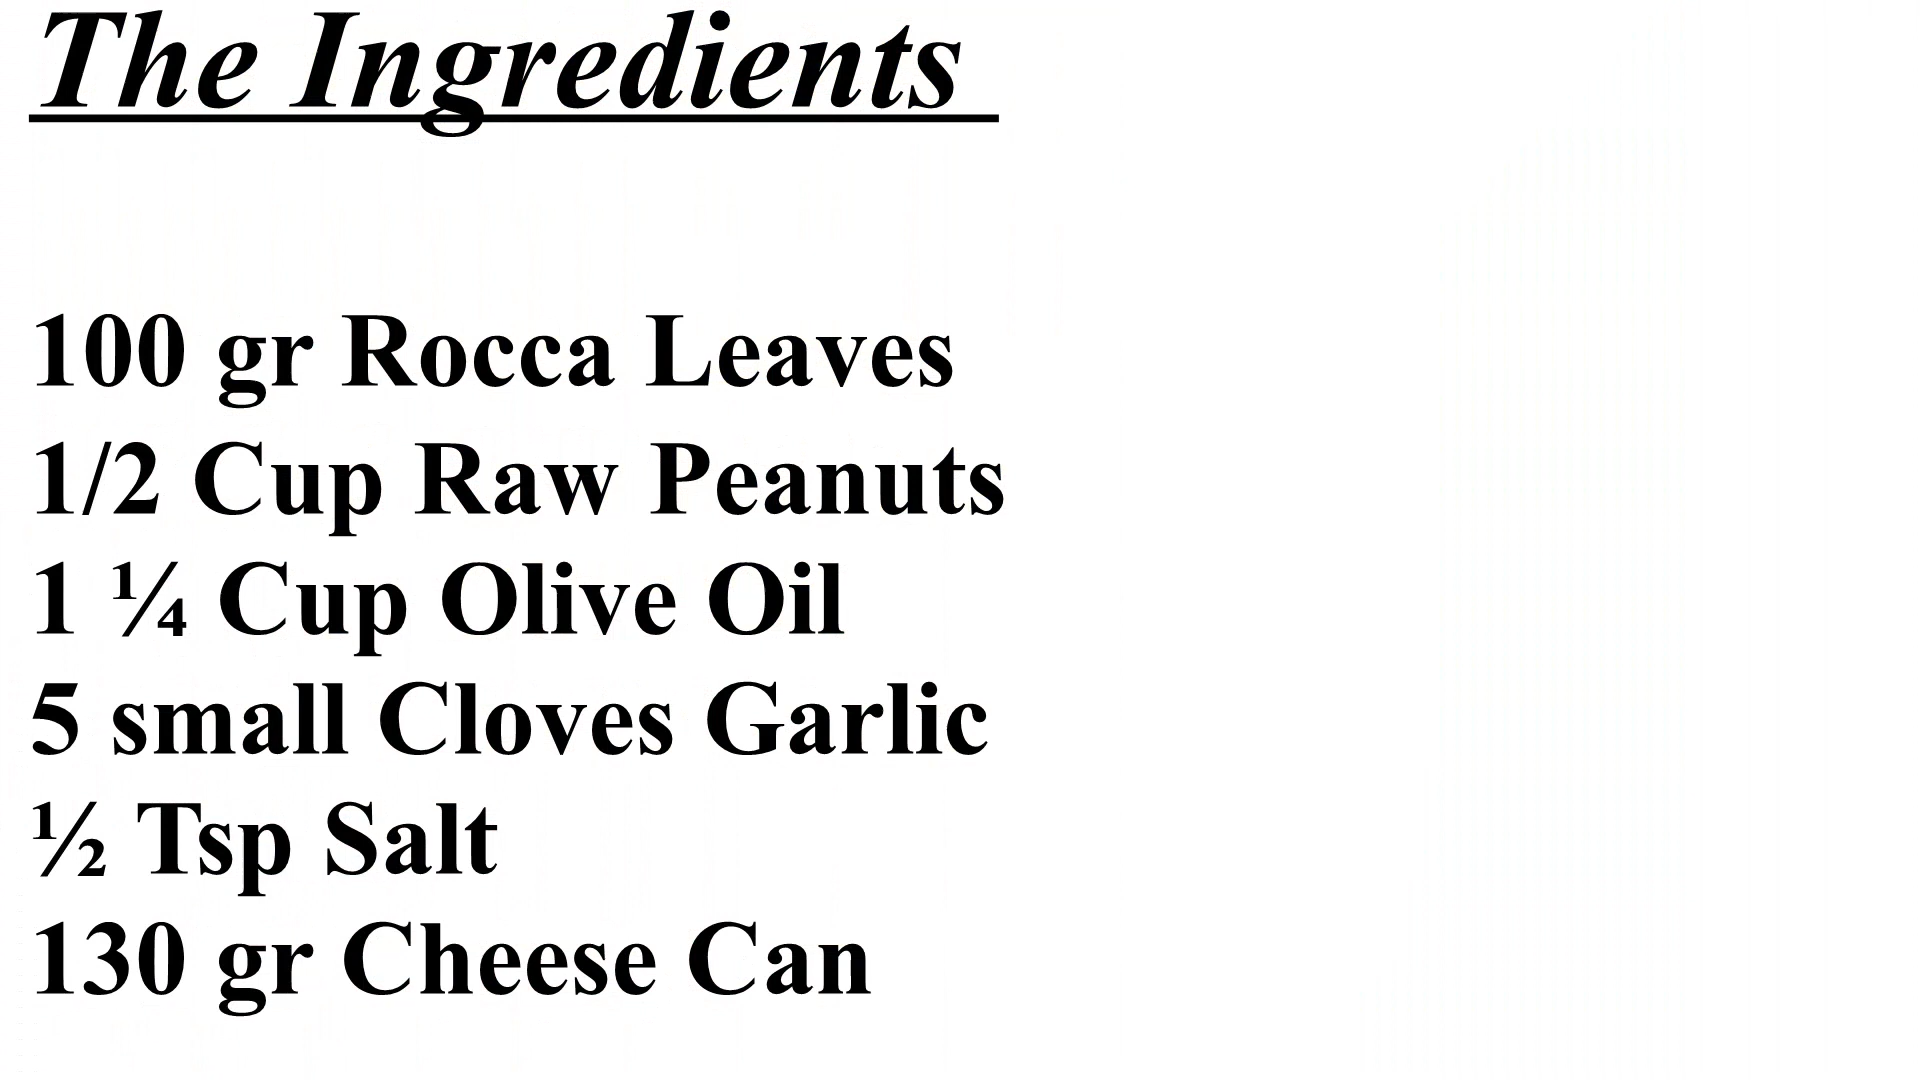 The Ingredients
100 gr Rocca Leaves
1/2 Cup Raw Peanuts
1 ¼ Cup Olive Oil
5 small Cloves Garlic
½ Tsp Salt
130 gr Cheese Can